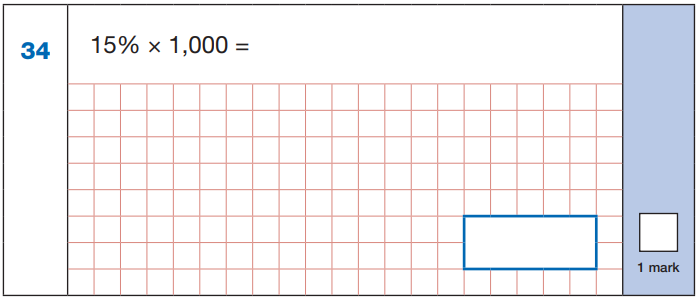 34
15% × 1,000 =
1 mark